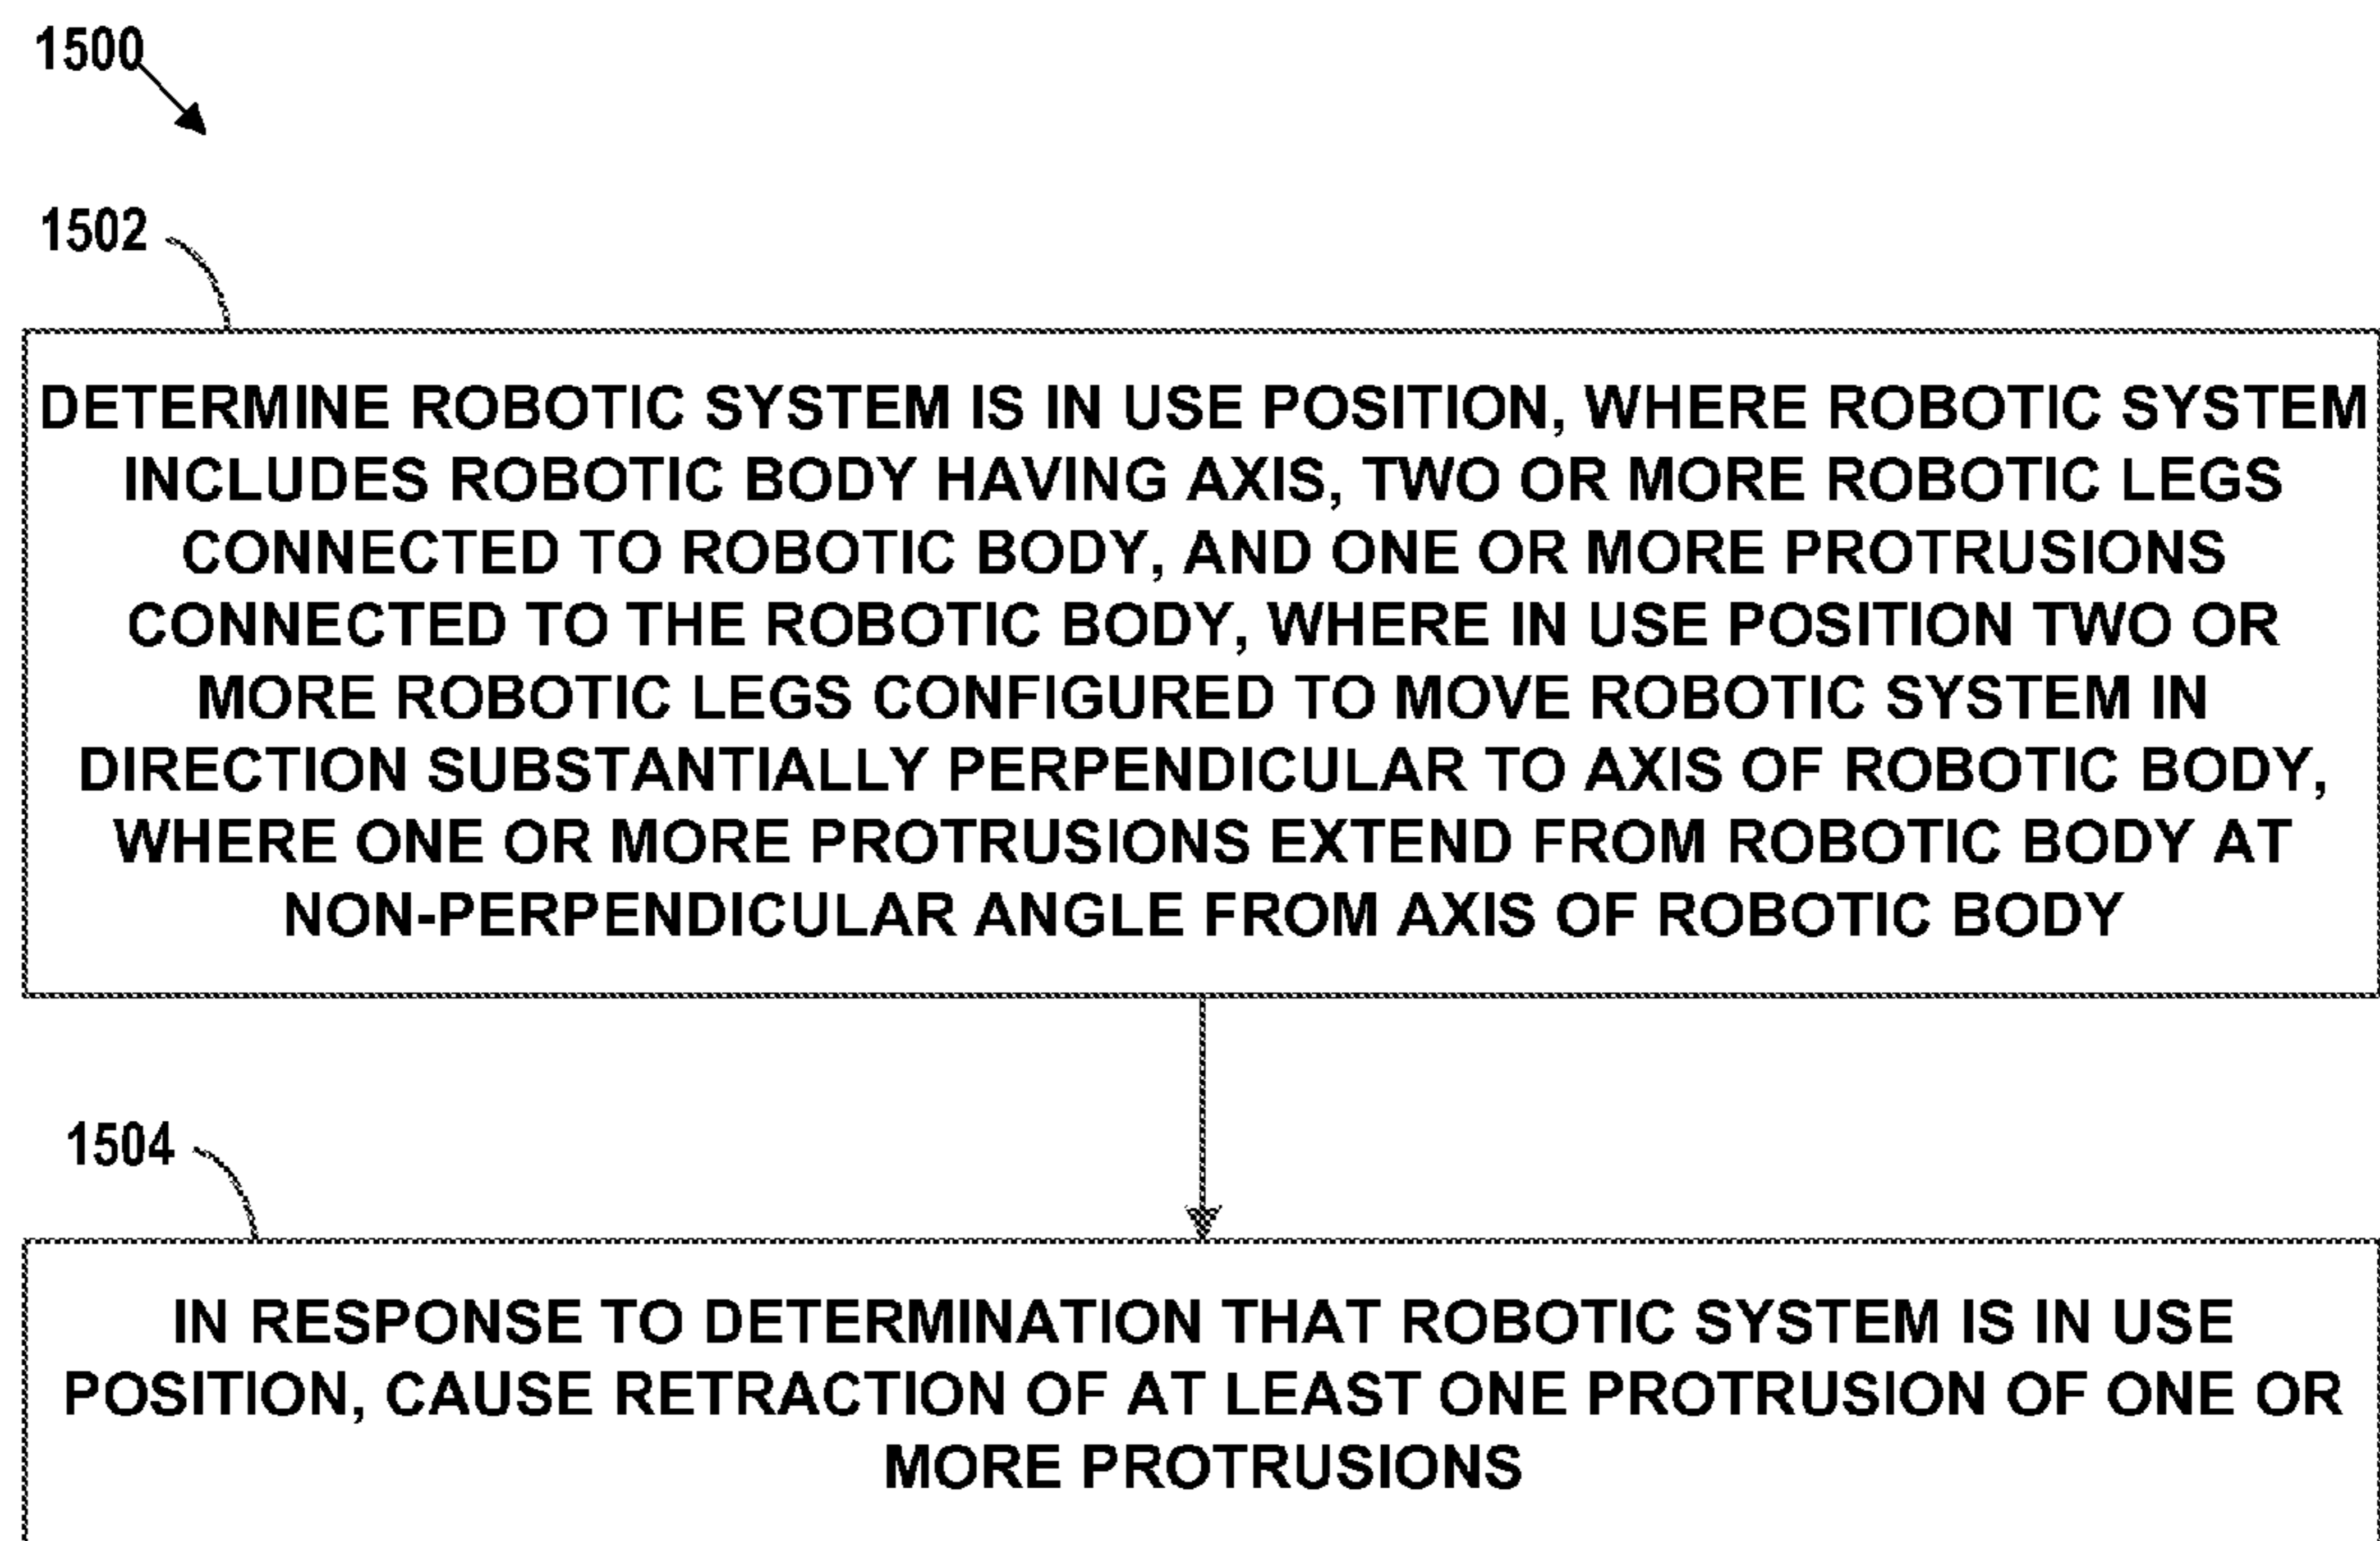 1500
1502
DETERMINE ROBOTIC SYSTEM IS IN USE POSITION, WHERE ROBOTIC SYSTEM
INCLUDES ROBOTIC BODY HAVING AXIS, TWO OR MORE ROBOTIC LEGS
CONNECTED TO ROBOTIC BODY, AND ONE OR MORE PROTRUSIONS
CONNECTED TO THE ROBOTIC BODY, WHERE IN USE POSITION TWO OR
MORE ROBOTIC LEGS CONFIGURED TO MOVE ROBOTIC SYSTEM IN
DIRECTION SUBSTANTIALLY PERPENDICULAR TO AXIS OF ROBOTIC BODY,
WHERE ONE OR MORE PROTRUSIONS EXTEND FROM ROBOTIC BODY AT
NON-PERPENDICULAR ANGLE FROM AXIS OF ROBOTIC BODY
1504
IN RESPONSE TO DETERMINATION THAT ROBOTIC SYSTEM IS IN USE
POSITION, CAUSE RETRACTION OF AT LEAST ONE PROTRUSION OF ONE OR
MORE PROTRUSIONS